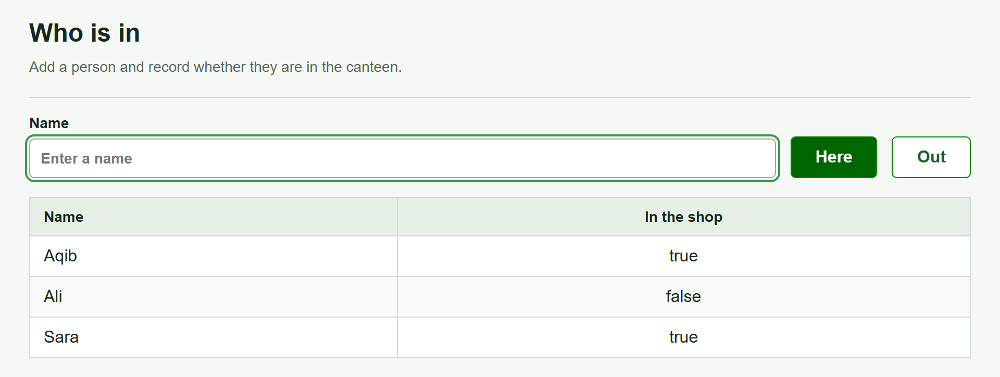 Who is in
Add a person and record whether they are in the canteen.
Name
Enter a name
Here
Out
Name In the shop
Aqib true
Ali false
Sara true